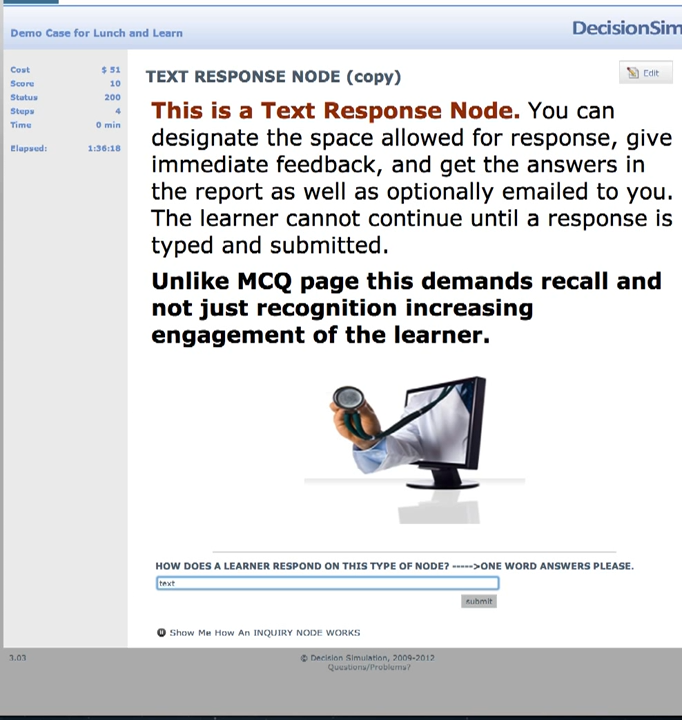 Demo Case for Lunch and Learn
DecisionSim
Cost $ 51
Score 10
Status 200
Steps 4
Time 0 min
Elapsed: 1:36:18
TEXT RESPONSE NODE (copy)
Edit
This is a Text Response Node. You can
designate the space allowed for response, give
immediate feedback, and get the answers in
the report as well as optionally emailed to you.
The learner cannot continue until a response is
typed and submitted.
Unlike MCQ page this demands recall and
not just recognition increasing
engagement of the learner.
HOW DOES A LEARNER RESPOND ON THIS TYPE OF NODE? ----->ONE WORD ANSWERS PLEASE.
text
submit
Show Me How An INQUIRY NODE WORKS
3.03
© Decision Simulation, 2009-2012
Questions/Problems?